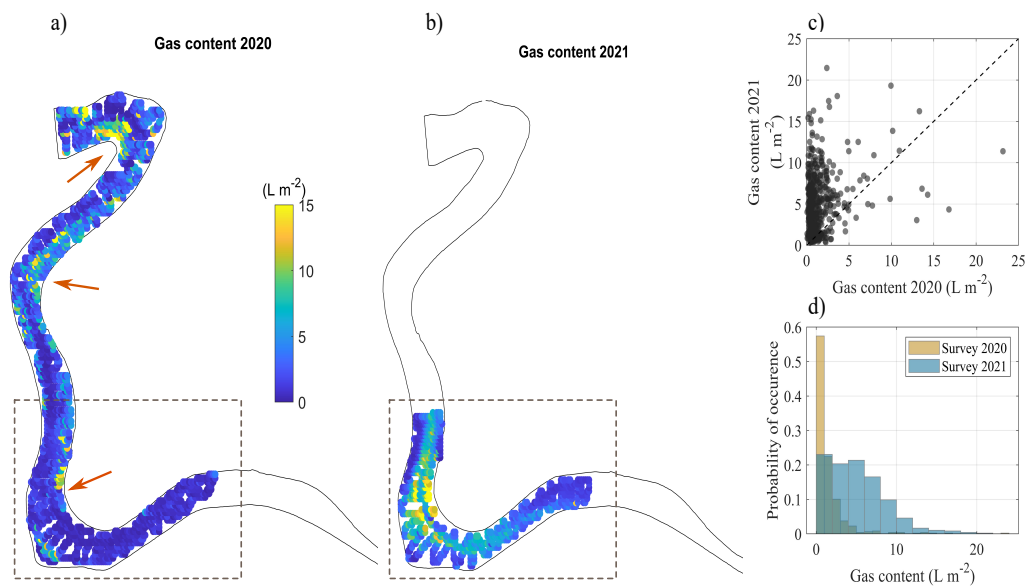 a)
Gas content 2020
(L m-2)
15
10
5
0
b)
Gas content 2021
c)
25
20
15
10
5
0
Gas content 2021
(L m-2)
0 5 10 15 20 25
Gas content 2020 (L m-2)
d)
0.6
0.5
0.4
0.3
0.2
0.1
0
Probability of occurence
Survey 2020
Survey 2021
0 10 20
Gas content (L m-2)